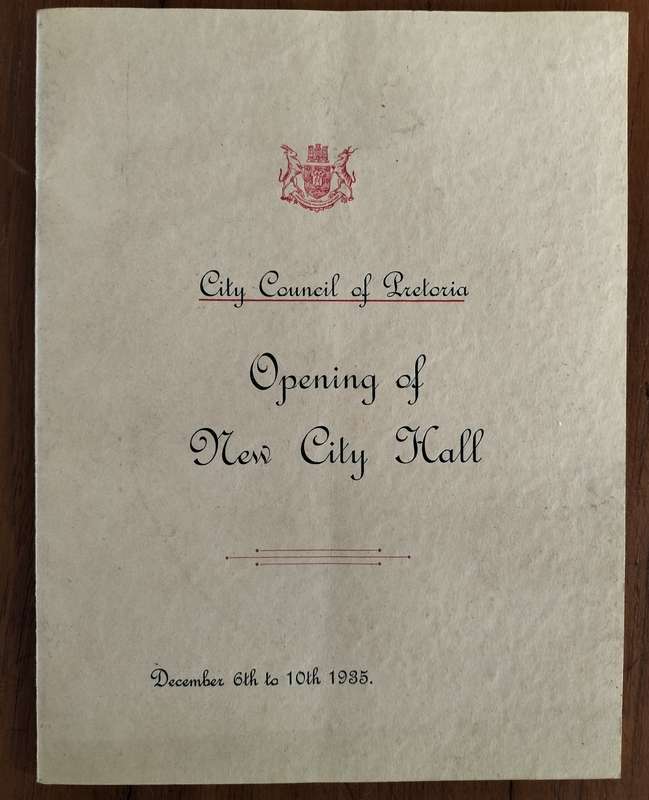 City Council of Pretoria
Opening of
New City Hall
December 6th to 10th 1935.